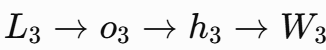 L₃ → o₃ → h₃ → W₃